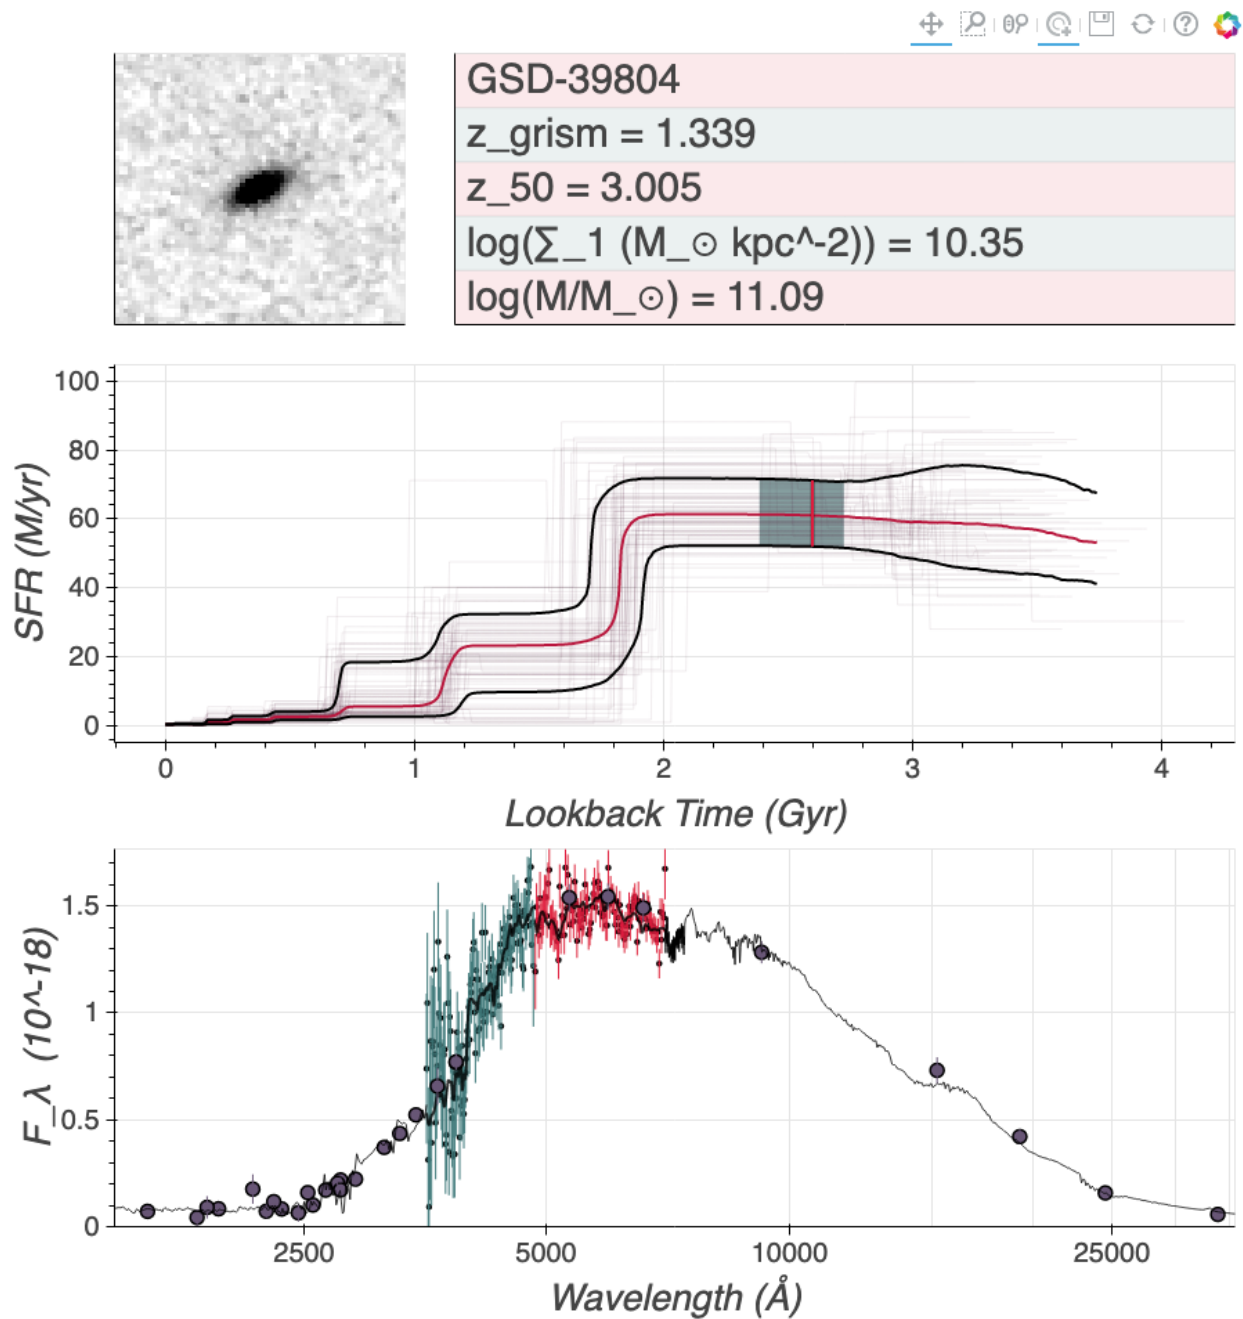 GSD-39804
z_grism = 1.339
z_50 = 3.005
log(∑_1 (M_⊙ kpc^-2)) = 10.35
log(M/M_⊙) = 11.09
SFR (M/yr)
100
80
60
40
20
0
0 1 2 3 4
Lookback Time (Gyr)
F_λ (10^-18)
1.5
1
0.5
0
2500 5000 10000 25000
Wavelength (Å)